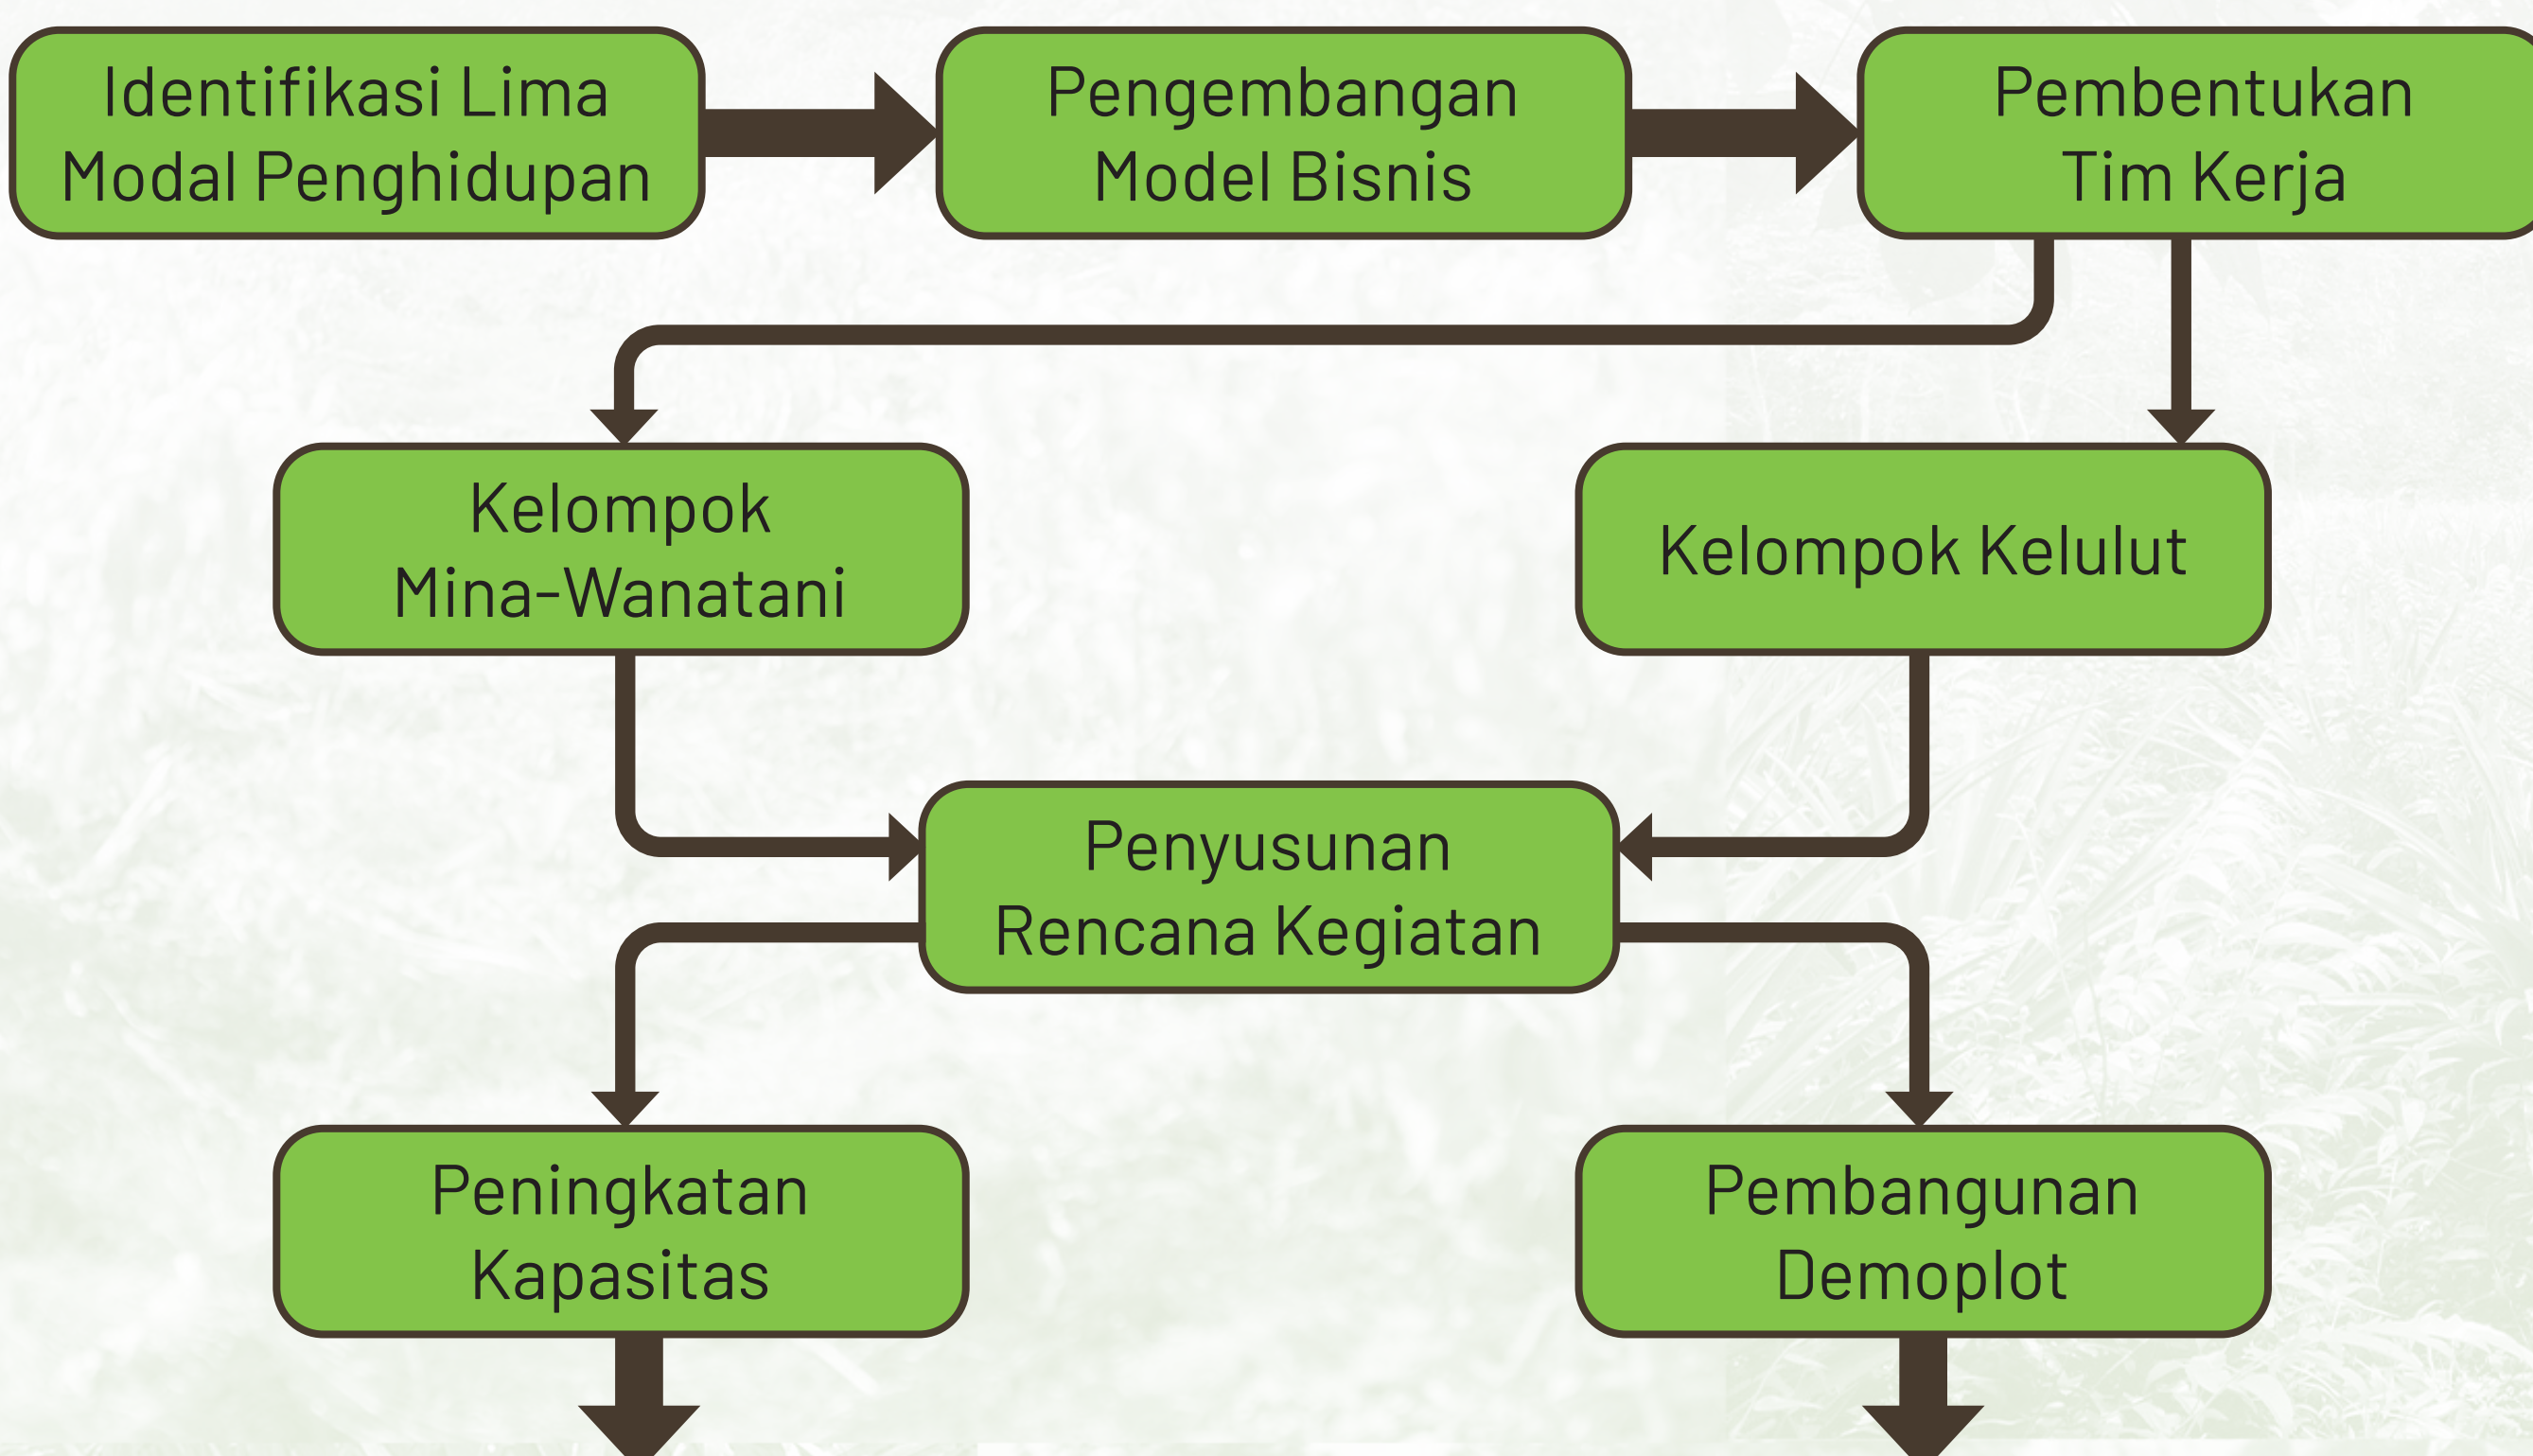 Identifikasi Lima
Modal Penghidupan
Pengembangan
Model Bisnis
Pembentukan
Tim Kerja
Kelompok
Mina-Wanatani
Kelompok Kelulut
Penyusunan
Rencana Kegiatan
Peningkatan
Kapasitas
Pembangunan
Demoplot